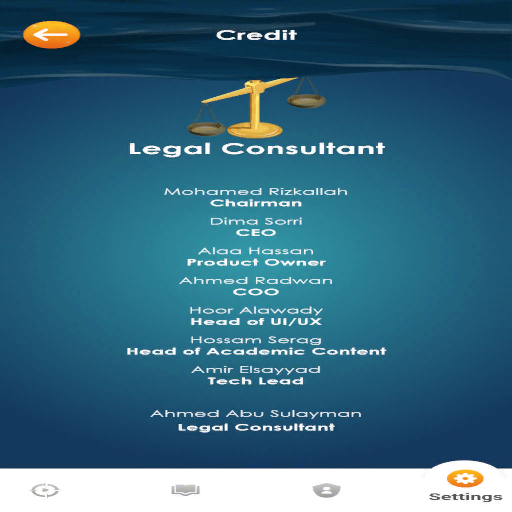 Credit
Legal Consultant
Mohamed Rizkallah
Chairman
Dima Sorri
CEO
Alaa Hassan
Product Owner
Ahmed Radwan
COO
Hoor Alawady
Head of UI/UX
Hossam Serag
Head of Academic Content
Amir Elsayyad
Tech Lead
Ahmed Abu Sulayman
Legal Consultant
Settings